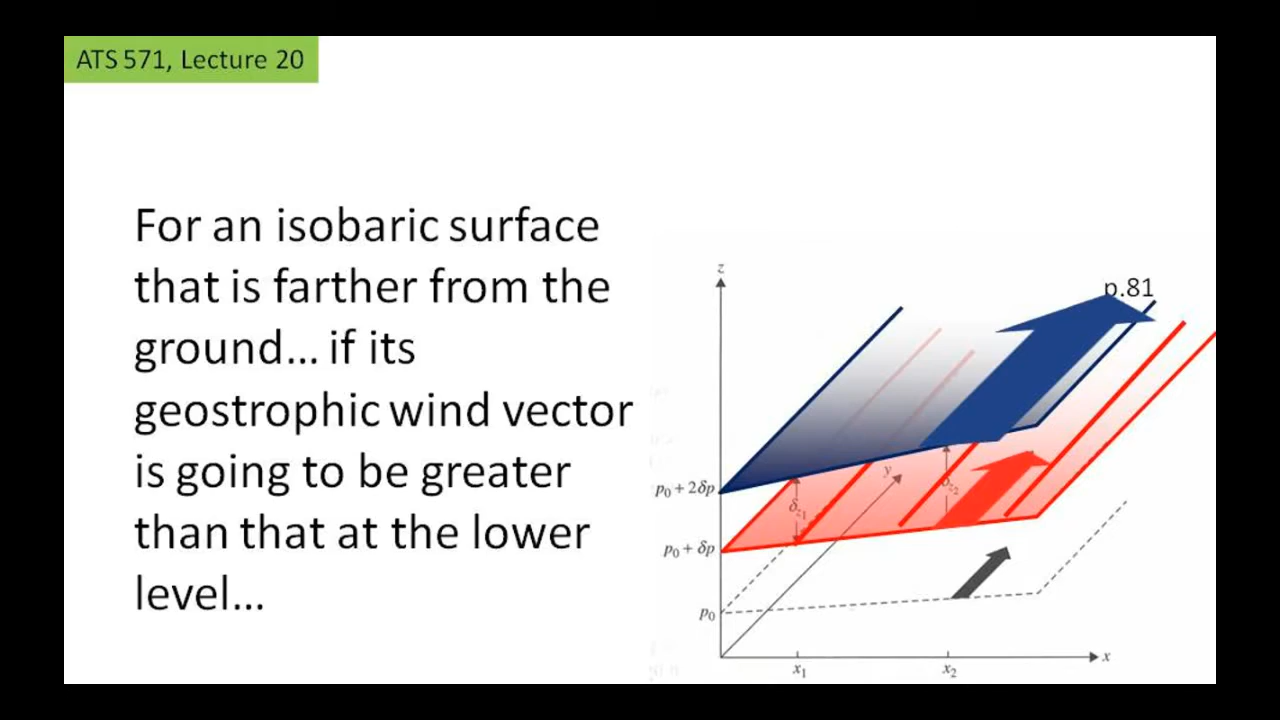 ATS 571, Lecture 20
For an isobaric surface
that is farther from the
ground... if its
geostrophic wind vector
is going to be greater
than that at the lower
level...
z
p.81
y
p₀ + 2δp
δz₂
δz₁
p₀ + δp
p₀
x
x₁
x₂